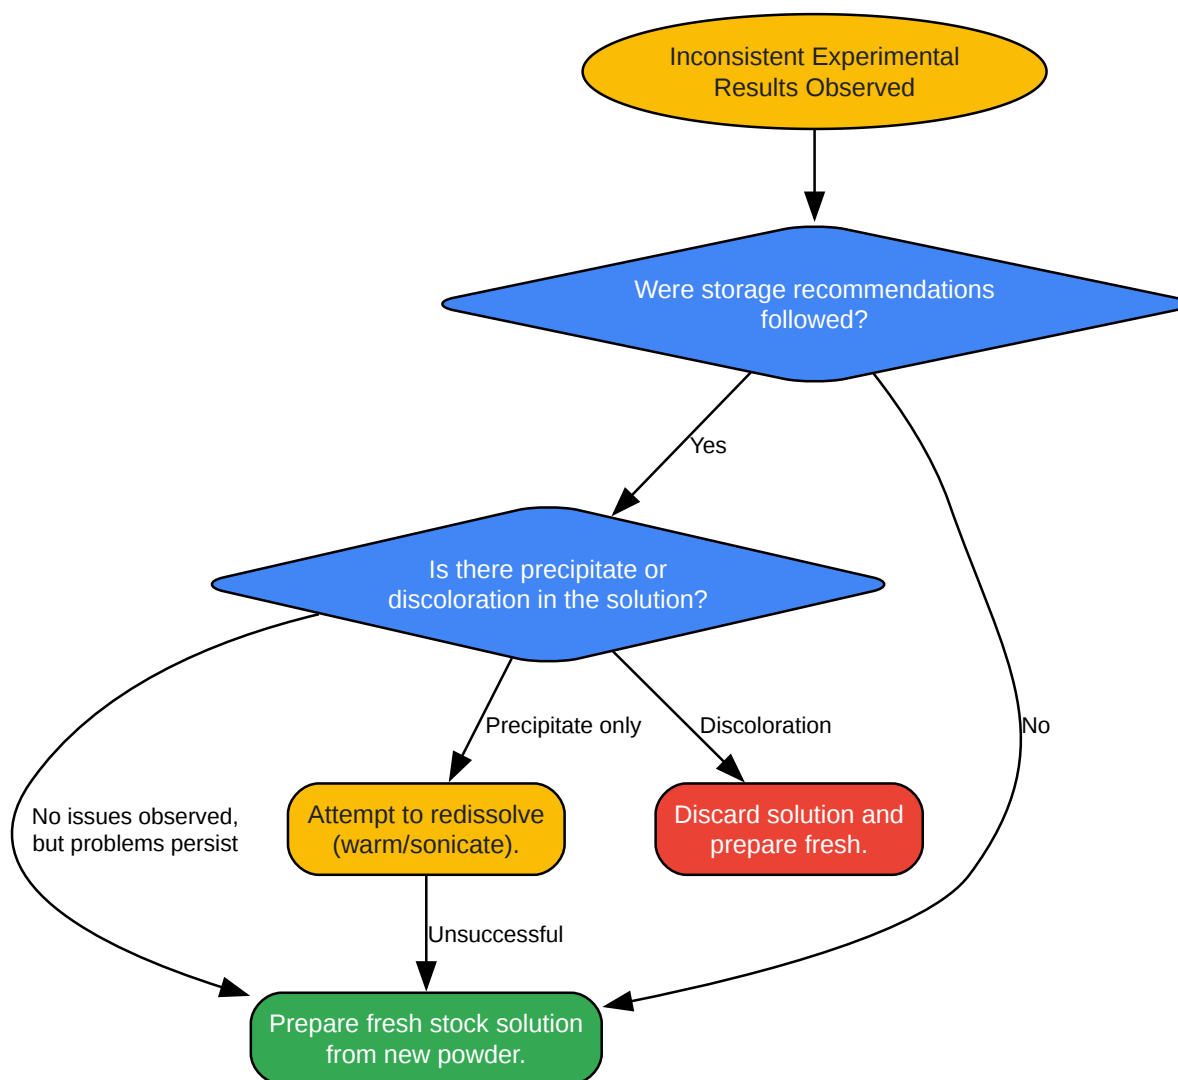 Inconsistent Experimental
Results Observed
Were storage recommendations
followed?
Yes
Is there precipitate or
discoloration in the solution?
Precipitate only
Discoloration
No
No issues observed,
but problems persist
Attempt to redissolve
(warm/sonicate).
Discard solution and
prepare fresh.
Unsuccessful
Prepare fresh stock solution
from new powder.